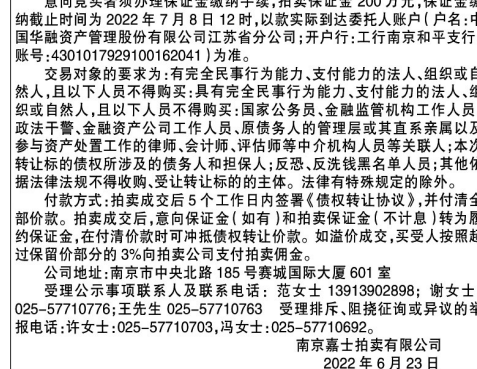 意向竞买者须办理保证金缴纳手续，拍卖保证金 200 万元，保证金缴
纳截止时间为 2022 年 7 月 8 日 12 时，以款实际到达委托人账户（户名：中
国华融资产管理股份有限公司江苏省分公司；开户行：工行南京和平支行
账号：4301017929100162041）为准。
交易对象的要求为：有完全民事行为能力、支付能力的法人、组织或自
然人，且以下人员不得购买：具有完全民事行为能力、支付能力的法人、组
织或自然人，且以下人员不得购买：国家公务员、金融监管机构工作人员
政法干警、金融资产公司工作人员、原债务人的管理层或其直系亲属以及
参与资产处置工作的律师、会计师、评估师等中介机构人员等关联人；本次
转让标的债权所涉及的债务人和担保人；反恐、反洗钱黑名单人员；其他依
据法律法规不得收购、受让转让标的的主体。法律有特殊规定的除外。
付款方式：拍卖成交后 5 个工作日内签署《债权转让协议》，并付清全
部价款。拍卖成交后，意向保证金（如有）和拍卖保证金（不计息）转为履
约保证金，在付清价款时可冲抵债权转让价款。如溢价成交，买受人按照超
过保留价部分的 3%向拍卖公司支付拍卖佣金。
公司地址：南京市中央北路 185 号赛城国际大厦 601 室
受理公示事项联系人及联系电话：范女士 13913902898；谢女士
025-57710776；王先生 025-57710763 受理排斥、阻挠征询或异议的举
报电话：许女士：025-57710703，冯女士：025-57710692。
南京嘉士拍卖有限公司
2022 年 6 月 23 日